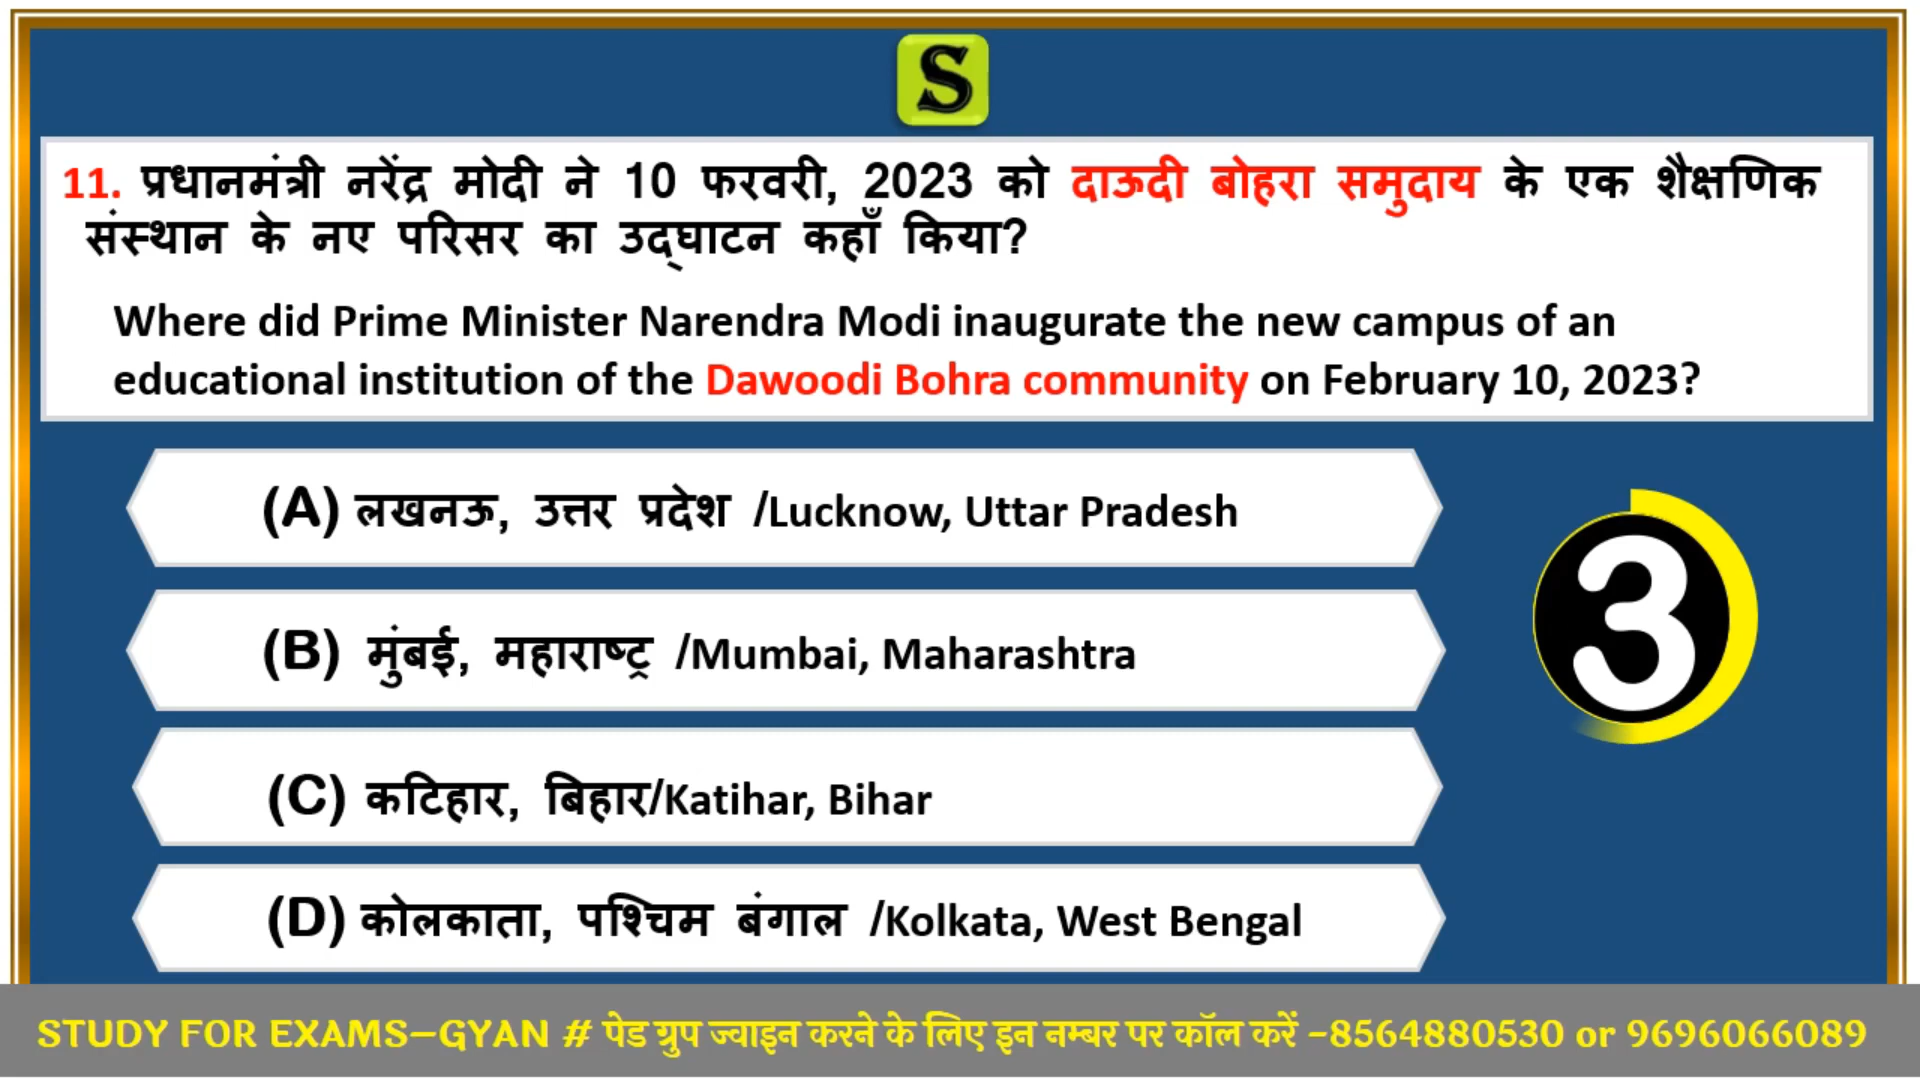 S
11. प्रधानमंत्री नरेंद्र मोदी ने 10 फरवरी, 2023 को दाऊदी बोहरा समुदाय के एक शैक्षणिक
संस्थान के नए परिसर का उद्घाटन कहाँ किया?
Where did Prime Minister Narendra Modi inaugurate the new campus of an
educational institution of the Dawoodi Bohra community on February 10, 2023?
(A) लखनऊ, उत्तर प्रदेश /Lucknow, Uttar Pradesh
(B) मुंबई, महाराष्ट्र /Mumbai, Maharashtra
3
(C) कटिहार, बिहार/Katihar, Bihar
(D) कोलकाता, पश्चिम बंगाल /Kolkata, West Bengal
STUDY FOR EXAMS–GYAN # पेड ग्रुप ज्वाइन करने के लिए इन नम्बर पर कॉल करें -8564880530 or 9696066089